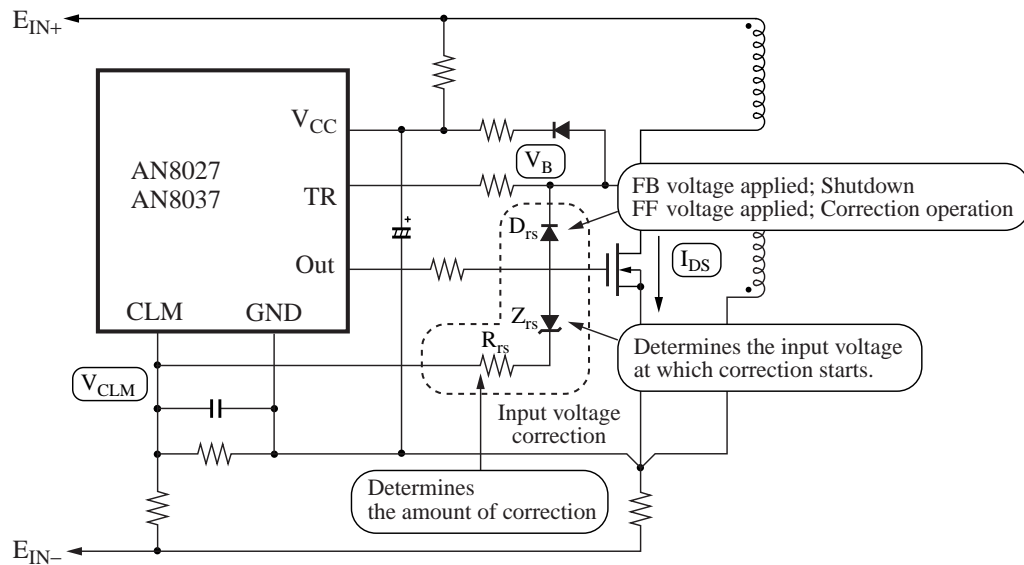 E_IN+
V_CC
AN8027
AN8037
V_B
TR
FB voltage applied; Shutdown
FF voltage applied; Correction operation
D_rs
+
I_DS
Out
CLM
GND
Z_rs
R_rs
Determines the input voltage
at which correction starts.
V_CLM
Input voltage
correction
Determines
the amount of correction
E_IN−